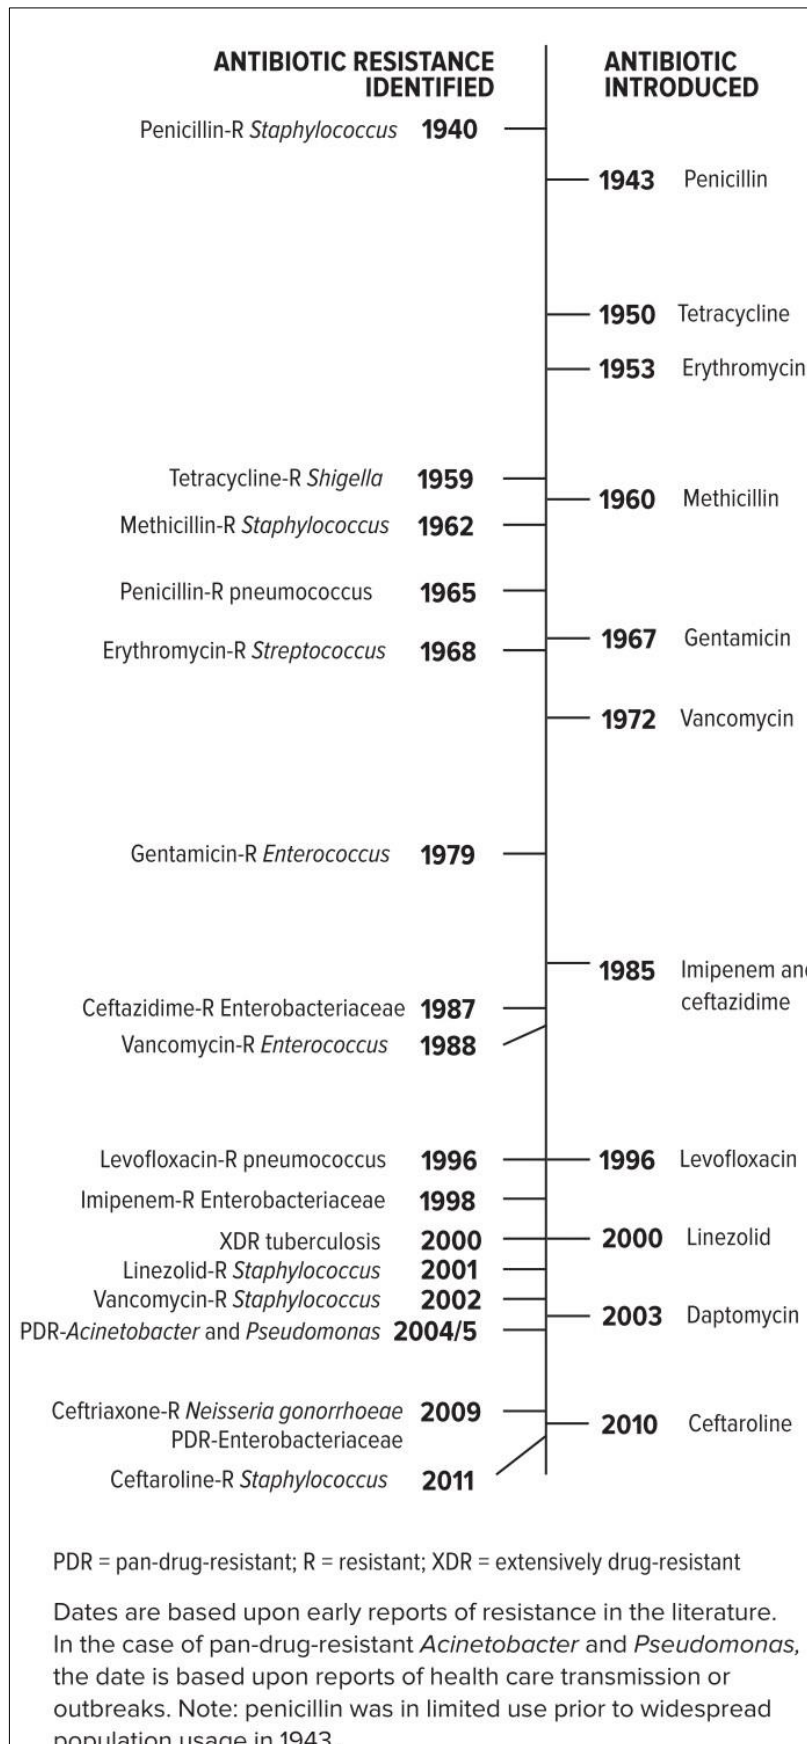 ANTIBIOTIC RESISTANCE
IDENTIFIED
ANTIBIOTIC
INTRODUCED
Penicillin-R Staphylococcus 1940
1943 Penicillin
1950 Tetracycline
1953 Erythromycin
Tetracycline-R Shigella 1959
1960 Methicillin
Methicillin-R Staphylococcus 1962
Penicillin-R pneumococcus 1965
1967 Gentamicin
Erythromycin-R Streptococcus 1968
1972 Vancomycin
Gentamicin-R Enterococcus 1979
1985 Imipenem and
ceftazidime
Ceftazidime-R Enterobacteriaceae 1987
Vancomycin-R Enterococcus 1988
Levofloxacin-R pneumococcus 1996
1996 Levofloxacin
Imipenem-R Enterobacteriaceae 1998
XDR tuberculosis 2000
2000 Linezolid
Linezolid-R Staphylococcus 2001
Vancomycin-R Staphylococcus 2002
2003 Daptomycin
PDR-Acinetobacter and Pseudomonas 2004/5
Ceftriaxone-R Neisseria gonorrhoeae 2009
PDR-Enterobacteriaceae
2010 Ceftaroline
Ceftaroline-R Staphylococcus 2011
PDR = pan-drug-resistant; R = resistant; XDR = extensively drug-resistant
Dates are based upon early reports of resistance in the literature.
In the case of pan-drug-resistant Acinetobacter and Pseudomonas,
the date is based upon reports of health care transmission or
outbreaks. Note: penicillin was in limited use prior to widespread
population usage in 1943.